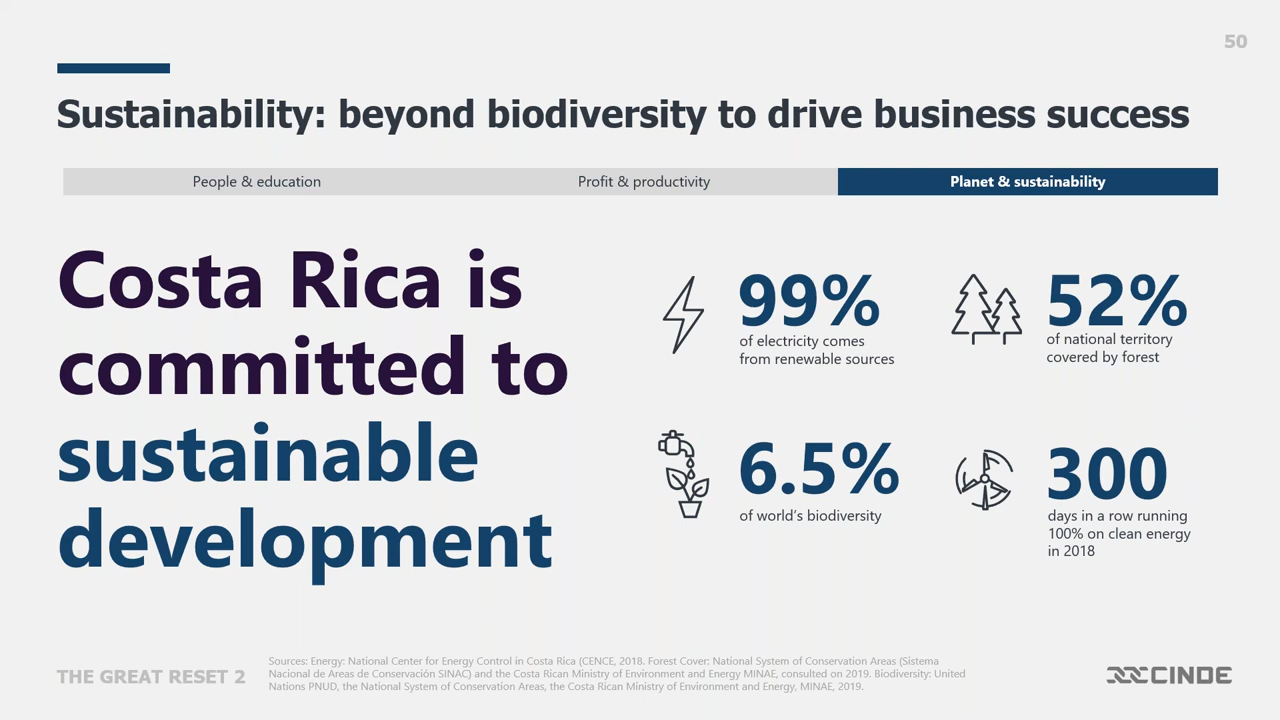 50
Sustainability: beyond biodiversity to drive business success
People & education
Profit & productivity
Planet & sustainability
Costa Rica is
committed to
sustainable
development
99%
of electricity comes
from renewable sources
52%
of national territory
covered by forest
6.5%
of world’s biodiversity
300
days in a row running
100% on clean energy
in 2018
THE GREAT RESET 2
Sources: Energy: National Center for Energy Control in Costa Rica (CENCE, 2018. Forest Cover: National System of Conservation Areas (Sistema
Nacional de Areas de Conservación SINAC) and the Costa Rican Ministry of Environment and Energy MINAE, consulted on 2019. Biodiversity: United
Nations PNUD, the National System of Conservation Areas, the Costa Rican Ministry of Environment and Energy, MINAE, 2019.
CINDE